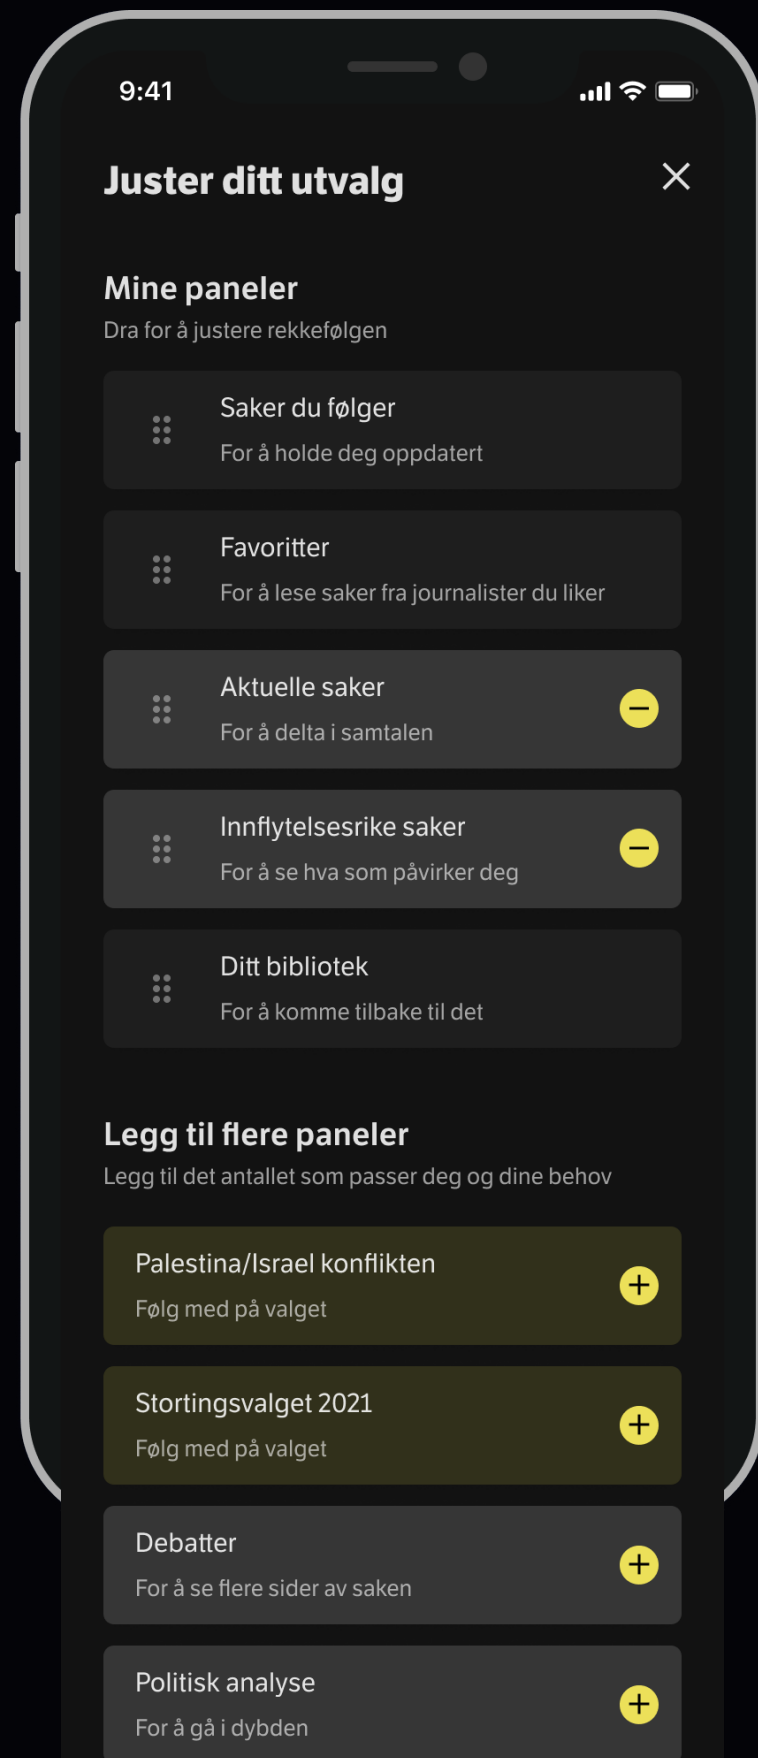 9:41
Juster ditt utvalg
Mine paneler
Dra for å justere rekkefølgen
Saker du følger
For å holde deg oppdatert
Favoritter
For å lese saker fra journalister du liker
Aktuelle saker
For å delta i samtalen
Innflytelsesrike saker
For å se hva som påvirker deg
Ditt bibliotek
For å komme tilbake til det
Legg til flere paneler
Legg til det antallet som passer deg og dine behov
Palestina/Israel konflikten
Følg med på valget
Stortingsvalget 2021
Følg med på valget
Debatter
For å se flere sider av saken
Politisk analyse
For å gå i dybden